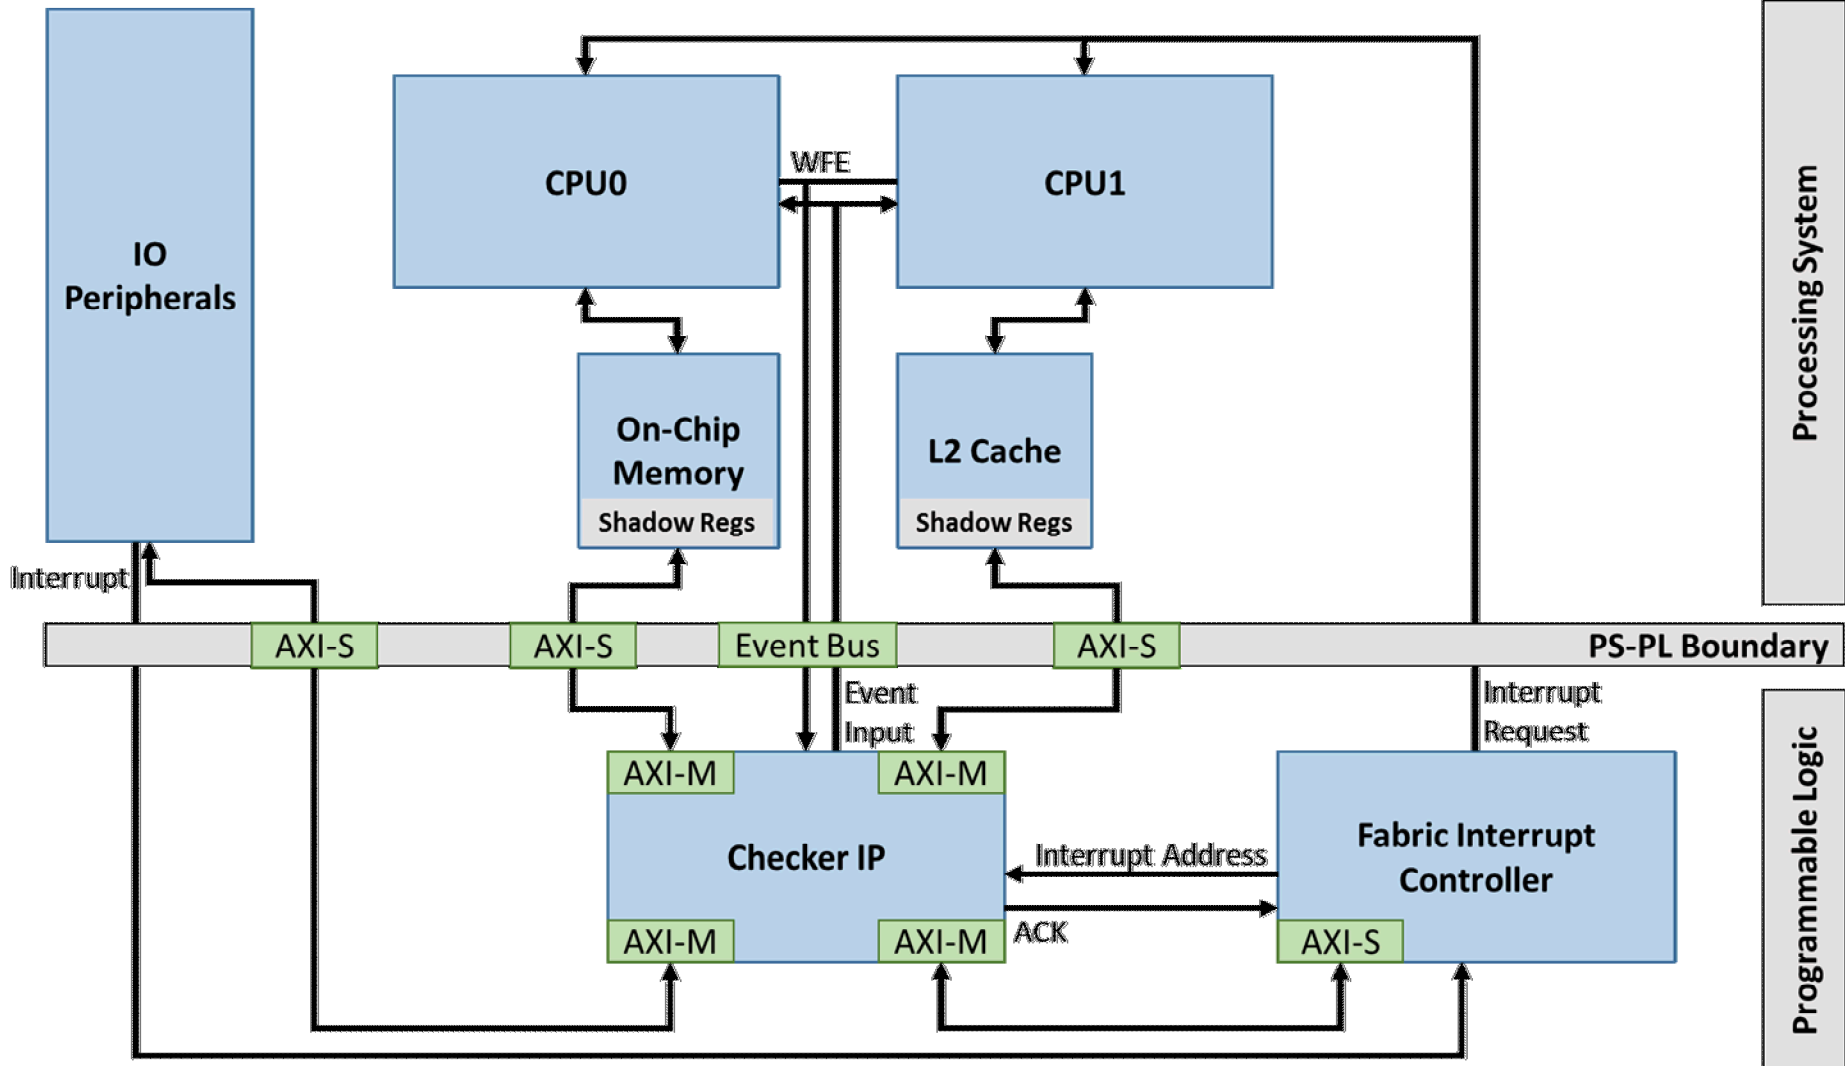 WFE
CPU0
CPU1
IO
Peripherals
On-Chip
Memory
Shadow Regs
L2 Cache
Shadow Regs
Processing System
Interrupt
AXI-S
AXI-S
Event Bus
AXI-S
PS-PL Boundary
Event
Input
Interrupt
Request
AXI-M
AXI-M
Checker IP
AXI-M
AXI-M
Interrupt Address
ACK
Fabric Interrupt
Controller
AXI-S
Programmable Logic